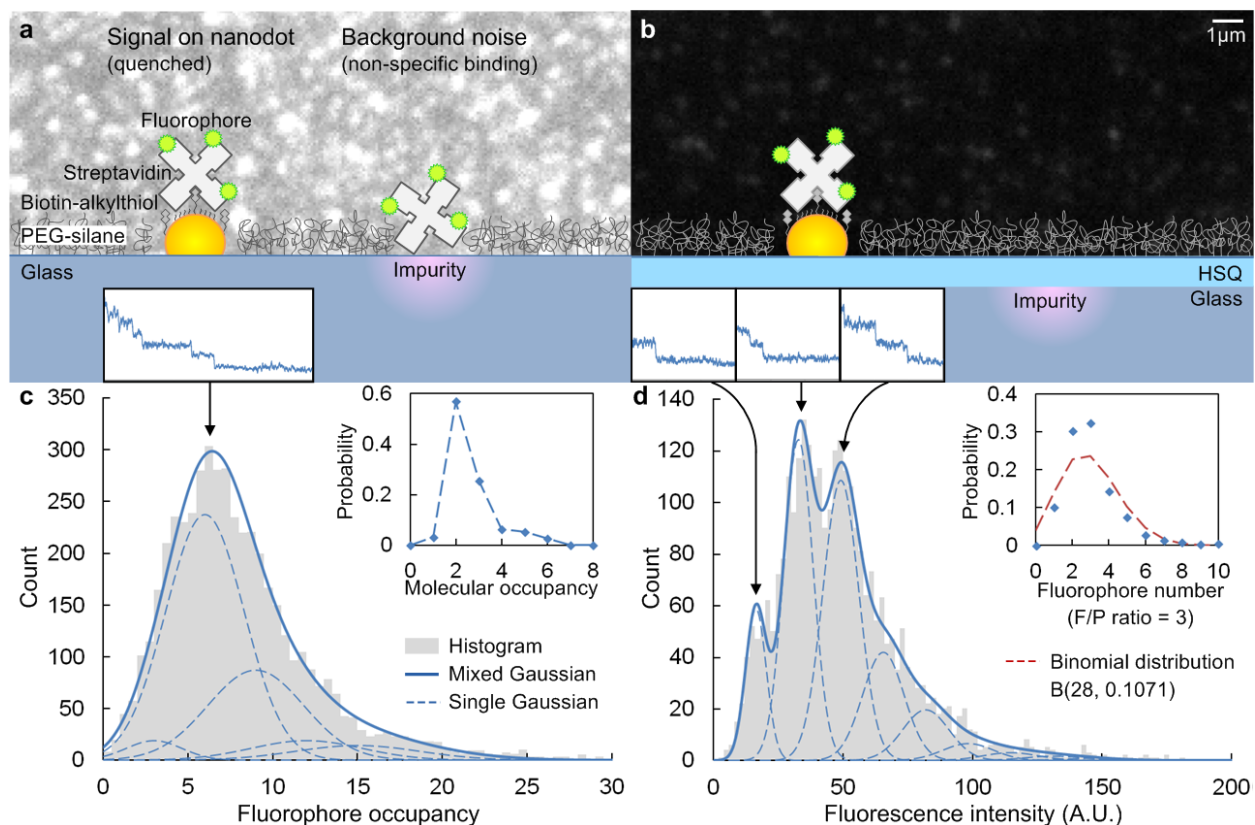 a
Signal on nanodot
(quenched)
Background noise
(non-specific binding)
Fluorophore
Streptavidin
Biotin-alkylthiol
PEG-silane
Glass
Impurity
b
1μm
HSQ
Impurity
Glass
c
350
300
250
200
150
100
50
0
Count
0
5
10
15
20
25
30
Fluorophore occupancy
0.6
0.4
0.2
0
Probability
0
2
4
6
8
Molecular occupancy
Histogram
Mixed Gaussian
Single Gaussian
d
140
120
100
80
60
40
20
0
Count
0
50
100
150
200
Fluorescence intensity (A.U.)
0.4
0.3
0.2
0.1
0
Probability
0
2
4
6
8
10
Fluorophore number
(F/P ratio = 3)
Binomial distribution
B(28, 0.1071)